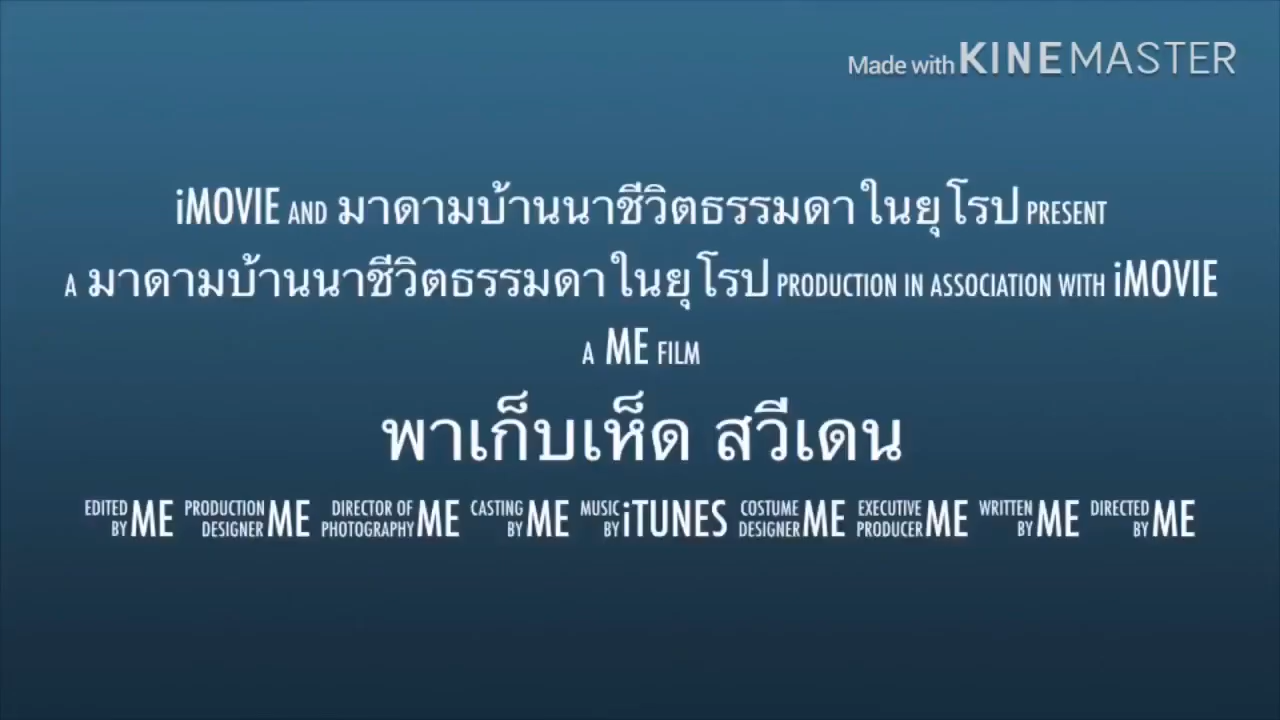 Made with KINEMASTER
iMOVIE AND มาดามบ้านนาชีวิตธรรมดาในยุโรป PRESENT
A มาดามบ้านนาชีวิตธรรมดาในยุโรป PRODUCTION IN ASSOCIATION WITH iMOVIE
A ME FILM
พาเก็บเห็ด สวีเดน
EDITED BY ME PRODUCTION DESIGNER ME DIRECTOR OF PHOTOGRAPHY ME CASTING BY ME MUSIC BY iTUNES COSTUME DESIGNER ME EXECUTIVE PRODUCER ME WRITTEN BY ME DIRECTED BY ME